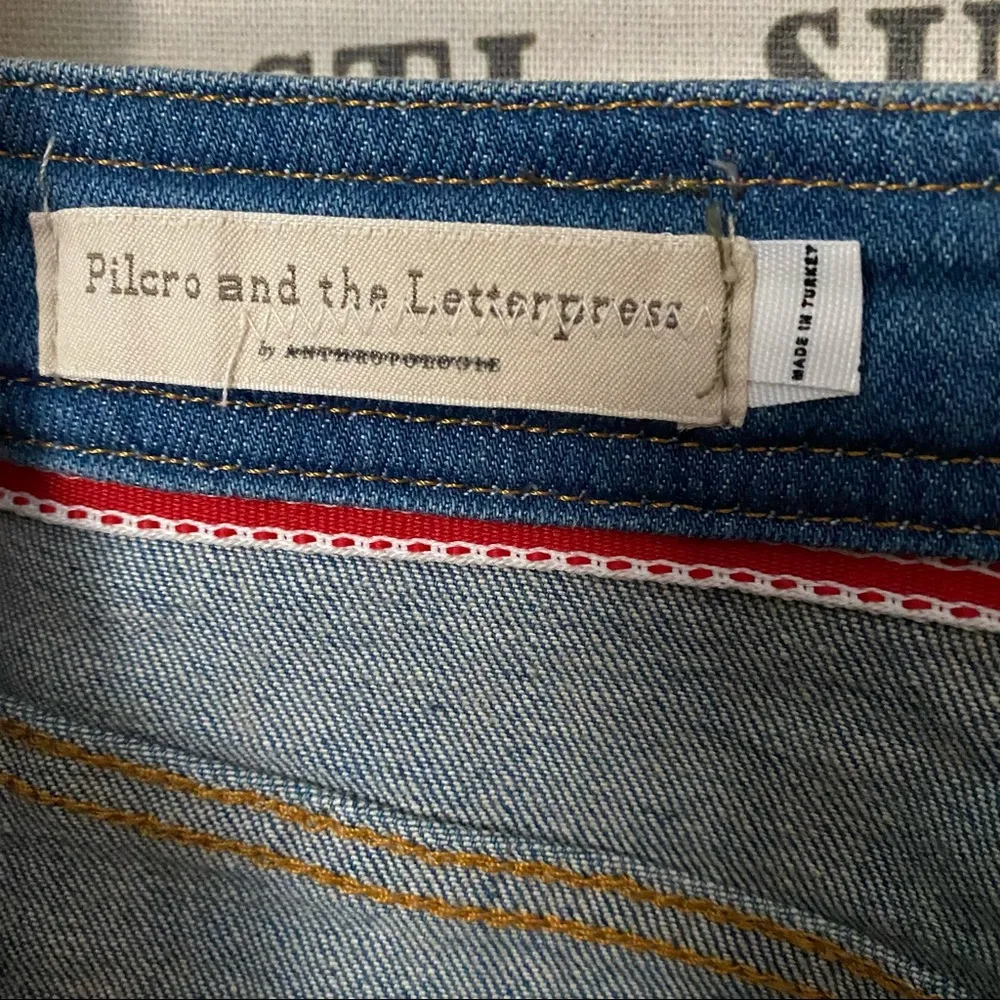 Pilcro and the Letterpress
by ANTHROPOLOGIE
MADE IN TURKEY